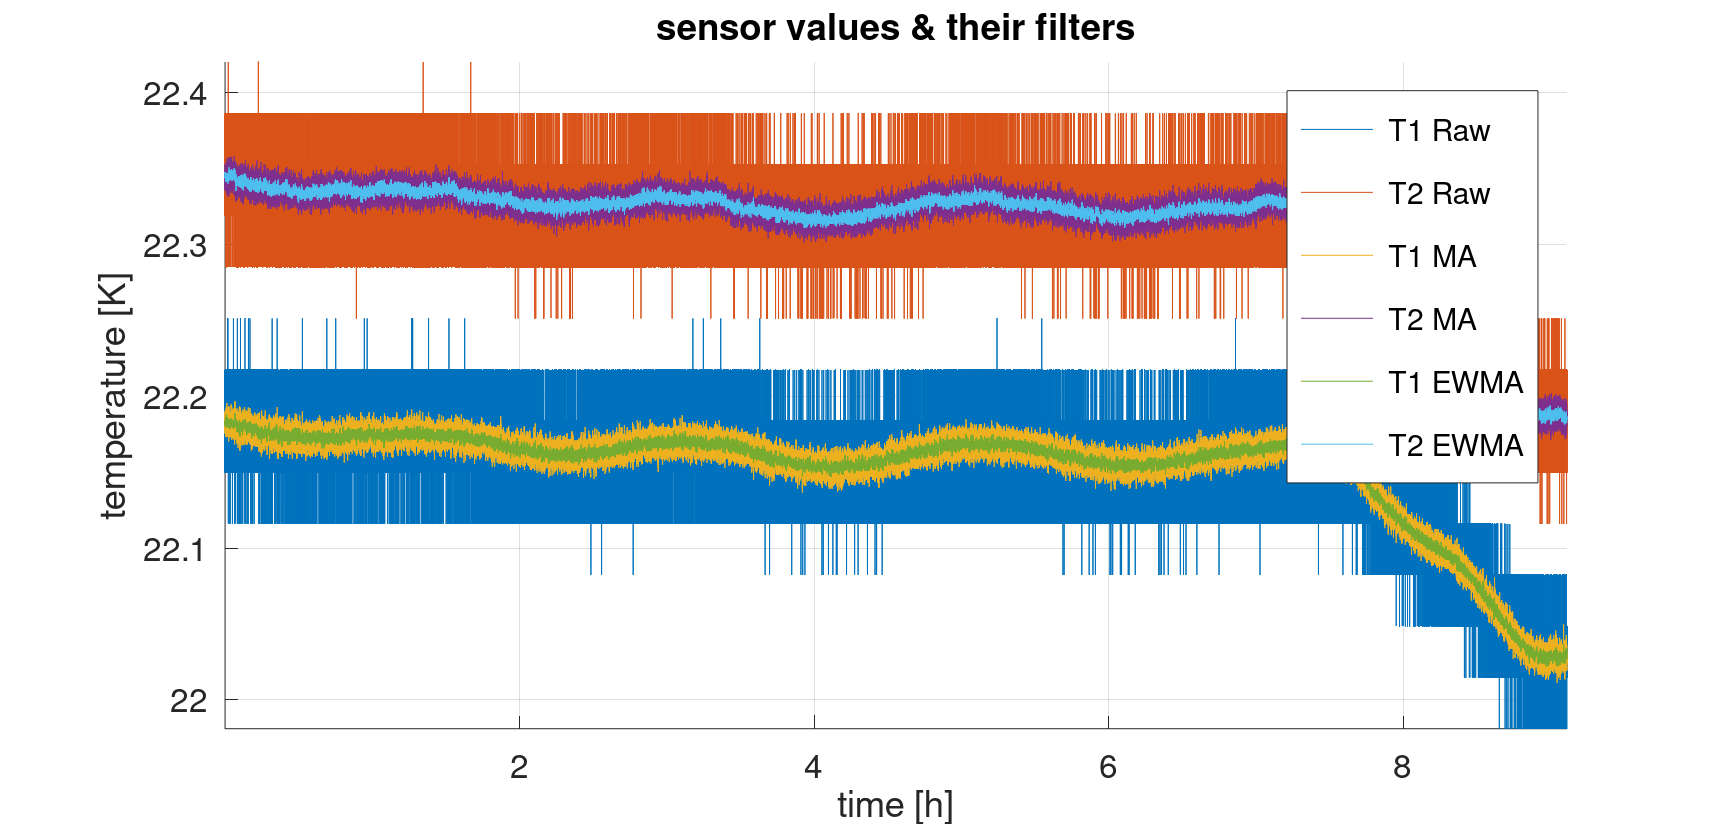 sensor values & their filters
temperature [K]
22.4
22.3
22.2
22.1
22
2
4
6
8
time [h]
T1 Raw
T2 Raw
T1 MA
T2 MA
T1 EWMA
T2 EWMA